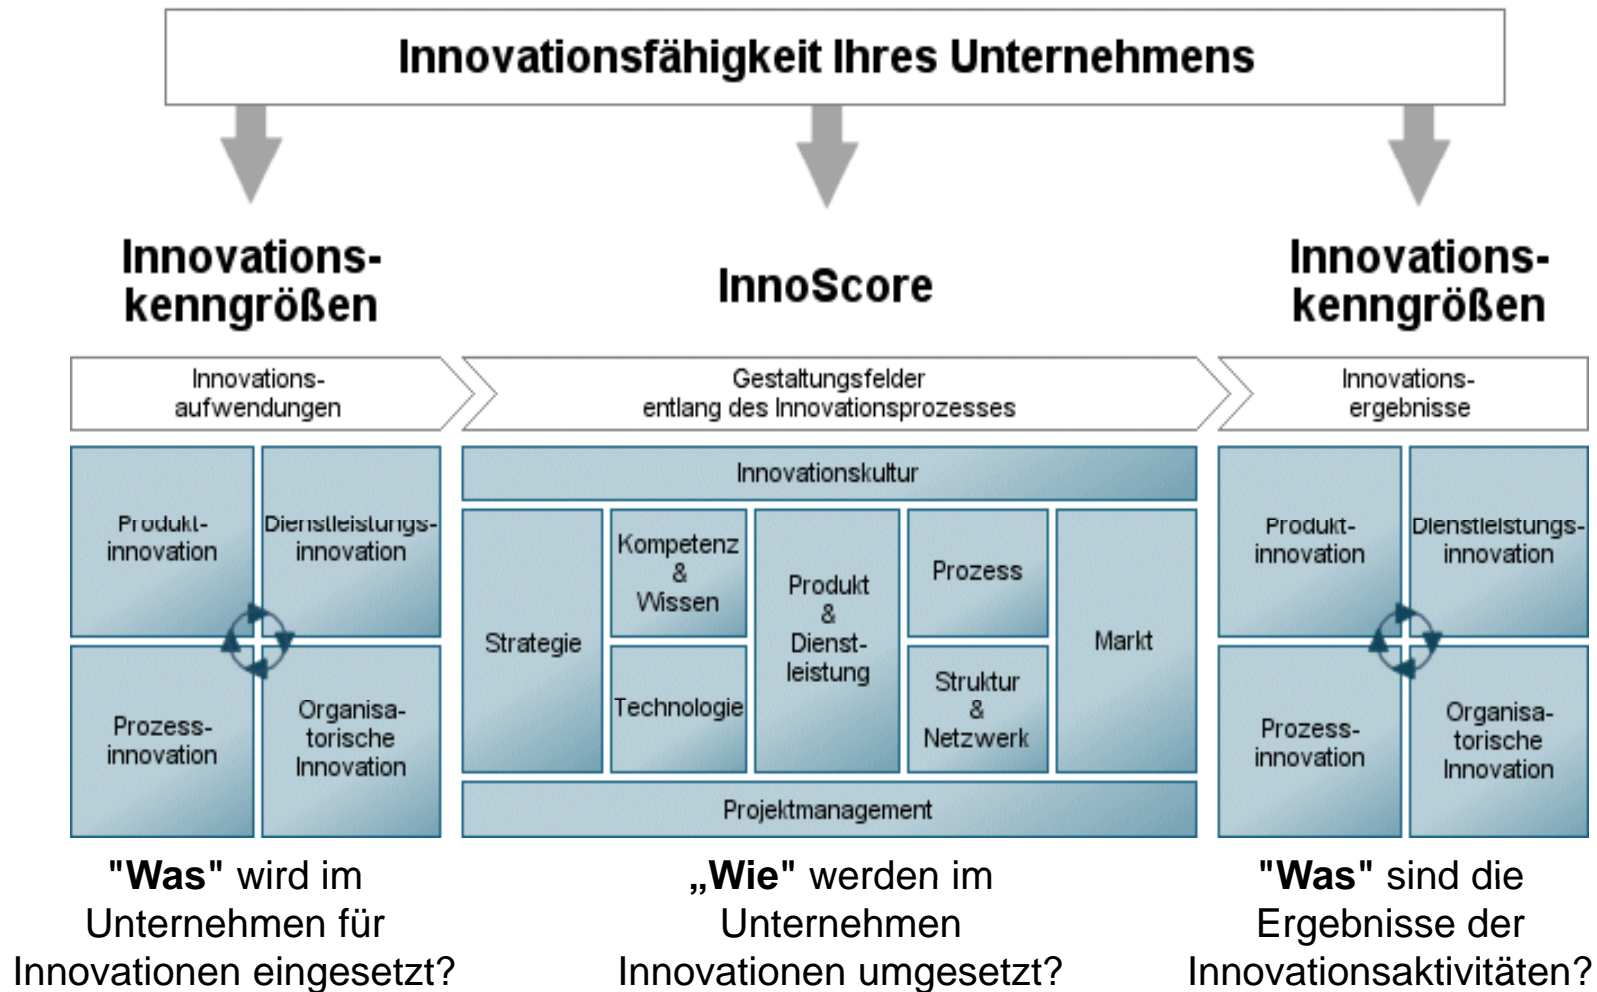 Innovationsfähigkeit Ihres Unternehmens
Innovations-
kenngrößen
InnoScore
Innovations-
kenngrößen
Innovations-
aufwendungen
Gestaltungsfelder
entlang des Innovationsprozesses
Innovations-
ergebnisse
Produkt-
innovation
Dienstleistungs-
innovation
Prozess-
innovation
Organisa-
torische
Innovation
Innovationskultur
Strategie
Kompetenz
&
Wissen
Technologie
Produkt
&
Dienst-
leistung
Prozess
Struktur
&
Netzwerk
Markt
Projektmanagement
Produkt-
innovation
Dienstleistungs-
innovation
Prozess-
innovation
Organisa-
torische
Innovation
"Was" wird im
Unternehmen für
Innovationen eingesetzt?
„Wie" werden im
Unternehmen
Innovationen umgesetzt?
"Was" sind die
Ergebnisse der
Innovationsaktivitäten?